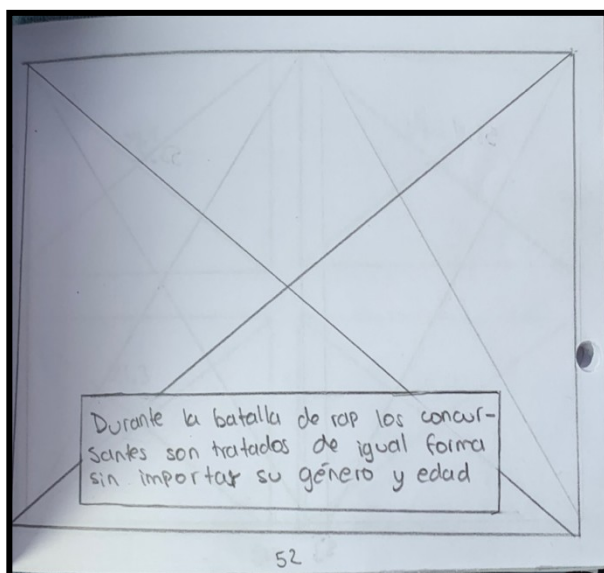 Durante la batalla de rap los concur-
santes son tratados de igual forma
sin importar su género y edad
52